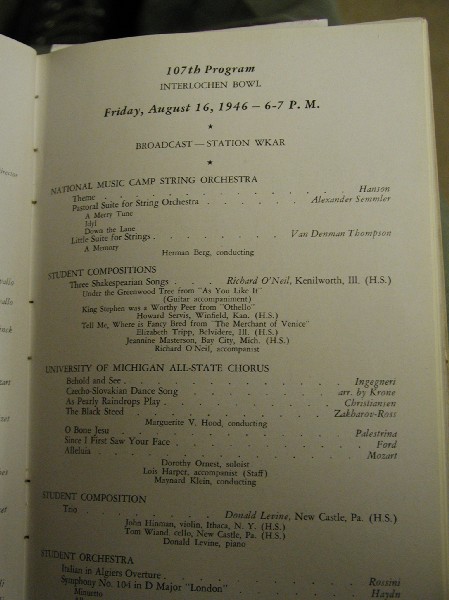 107th Program
INTERLOCHEN BOWL
Friday, August 16, 1946 – 6-7 P. M.
★
BROADCAST — STATION WKAR
★
NATIONAL MUSIC CAMP STRING ORCHESTRA
Theme . . . . . . . . . . Hanson
Pastoral Suite for String Orchestra . . . . . . Alexander Semmler
A Merry Tune
Idyl
Down the Lane
Little Suite for Strings . . . . . . . Van Denman Thompson
A Memory
Herman Berg, conducting
STUDENT COMPOSITIONS
Three Shakespearian Songs . . . Richard O'Neil, Kenilworth, Ill. (H.S.)
Under the Greenwood Tree from "As You Like It"
(Guitar accompaniment)
King Stephen was a Worthy Peer from "Othello"
Howard Servis, Winfield, Kan. (H.S.)
Tell Me, Where is Fancy Bred from "The Merchant of Venice"
Elizabeth Tripp, Belvidere, Ill. (H.S.)
Jeannine Masterson, Bay City, Mich. (H.S.)
Richard O'Neil, accompanist
UNIVERSITY OF MICHIGAN ALL-STATE CHORUS
Behold and See . . . . . . . . . . Ingegneri
Czecho-Slovakian Dance Song . . . . . . . arr. by Krone
As Pearly Raindrops Play . . . . . . . . Christiansen
The Black Steed . . . . . . . . . Zakharov-Ross
Marguerite V. Hood, conducting
O Bone Jesu . . . . . . . . . . Palestrina
Since I First Saw Your Face . . . . . . . . Ford
Alleluia . . . . . . . . . . . Mozart
Dorothy Ornest, soloist
Lois Harper, accompanist (Staff)
Maynard Klein, conducting
STUDENT COMPOSITION
Trio . . . . . . . Donald Levine, New Castle, Pa. (H.S.)
John Hinman, violin, Ithaca, N. Y. (H.S.)
Tom Wiand, cello, New Castle, Pa. (H.S.)
Donald Levine, piano
STUDENT ORCHESTRA
Italian in Algiers Overture . . . . . . . . Rossini
Symphony No. 104 in D Major "London" . . . . . Haydn
Minuetto